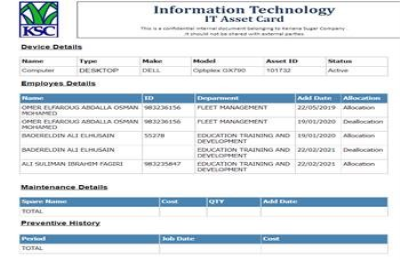 KSC
Information Technology
IT Asset Card
This is a confidential internal document belonging to Kenana Sugar Company
it should not be shared with external parties
Device Details
Name Type Make Model Asset ID Status
Computer DESKTOP DELL Optiplex GX790 101732 Active
Employes Details
Name ID Deparment Add Date Allocation
OMER ELFAROUG ABDALLA OSMAN MOHAMED 983236156 FLEET MANAGEMENT 22/05/2019 Allocation
OMER ELFAROUG ABDALLA OSMAN MOHAMED 983236156 FLEET MANAGEMENT 19/01/2020 Deallocation
BADERELDIN ALI ELHUSAIN 55278 EDUCATION TRAINING AND DEVELOPMENT 19/01/2020 Allocation
BADERELDIN ALI ELHUSAIN EDUCATION TRAINING AND DEVELOPMENT 22/02/2021 Deallocation
ALI SULIMAN IBRAHIM FAGIRI 983235847 EDUCATION TRAINING AND DEVELOPMENT 22/02/2021 Allocation
Maintenance Details
Spare Name Cost QTY Add Date
TOTAL
Preventive History
Period Job Date Cost
TOTAL